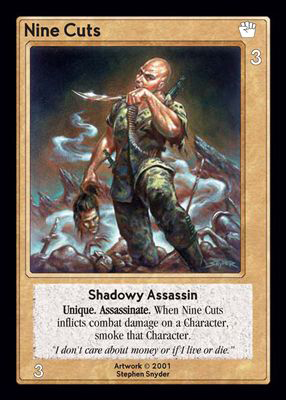 Nine Cuts
3
SNYDER
Shadowy Assassin
Unique. Assassinate. When Nine Cuts
inflicts combat damage on a Character,
smoke that Character.
"I don't care about money or if I live or die."
3
Artwork © 2001
Stephen Snyder